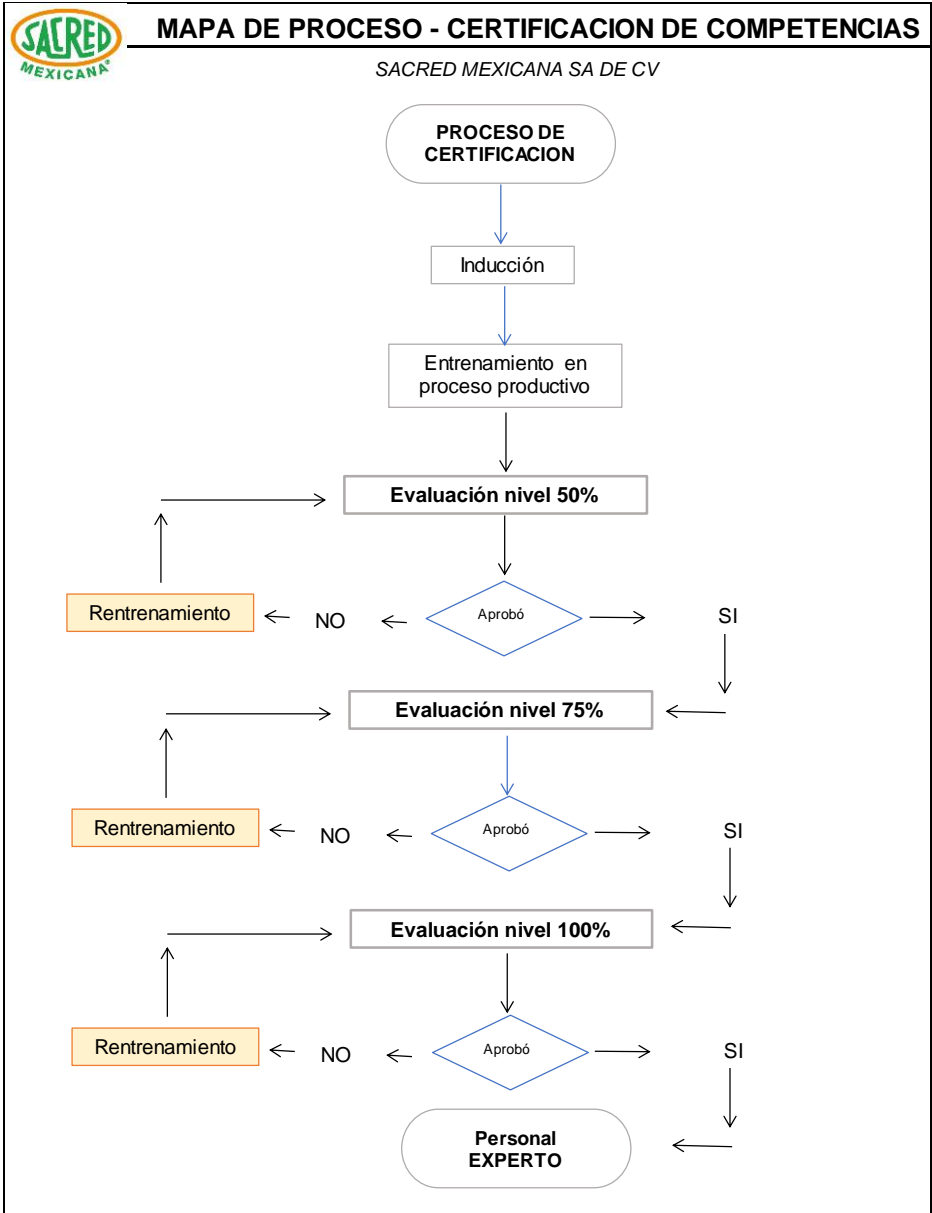 SACRED
MEXICANA®
MAPA DE PROCESO - CERTIFICACION DE COMPETENCIAS
SACRED MEXICANA SA DE CV
PROCESO DE
CERTIFICACION
Inducción
Entrenamiento en
proceso productivo
Evaluación nivel 50%
Rentrenamiento
NO
Aprobó
SI
Evaluación nivel 75%
Rentrenamiento
NO
Aprobó
SI
Evaluación nivel 100%
Rentrenamiento
NO
Aprobó
SI
Personal
EXPERTO